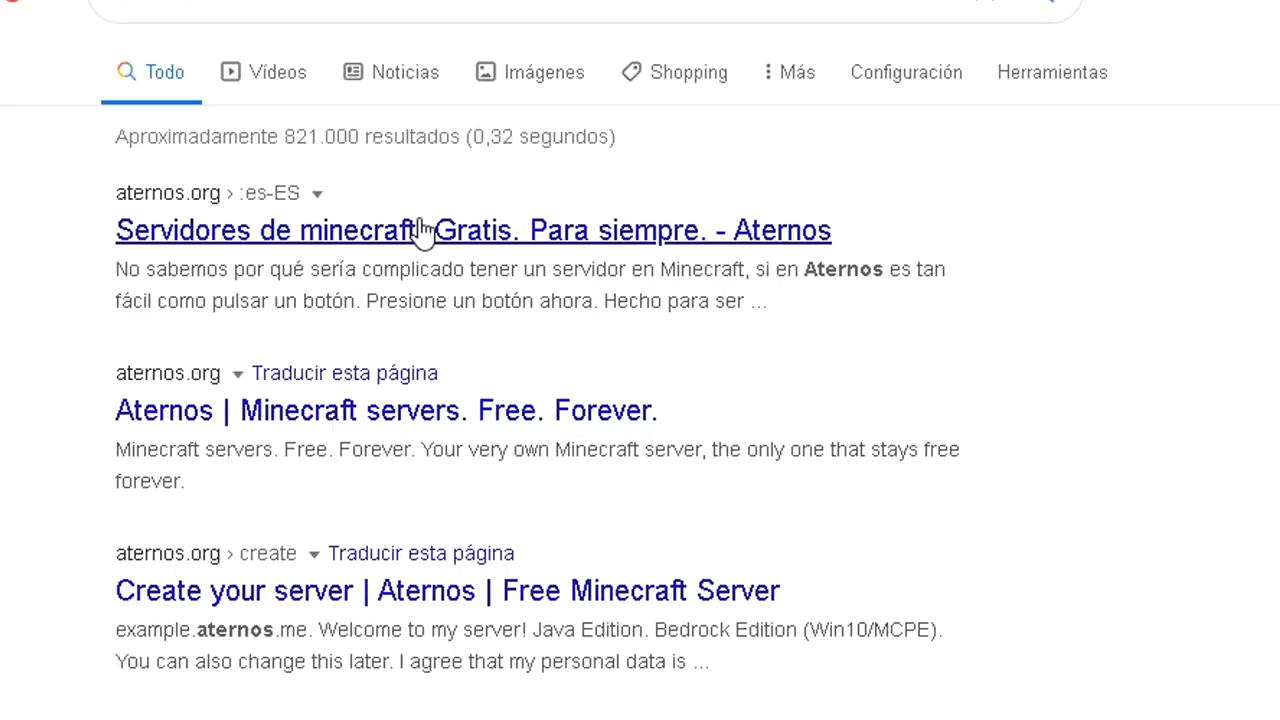 Todo Vídeos Noticias Imágenes Shopping Más Configuración Herramientas
Aproximadamente 821.000 resultados (0,32 segundos)
aternos.org › :es-ES
Servidores de minecraft. Gratis. Para siempre. - Aternos
No sabemos por qué sería complicado tener un servidor en Minecraft, si en Aternos es tan
fácil como pulsar un botón. Presione un botón ahora. Hecho para ser ...
aternos.org Traducir esta página
Aternos | Minecraft servers. Free. Forever.
Minecraft servers. Free. Forever. Your very own Minecraft server, the only one that stays free
forever.
aternos.org › create Traducir esta página
Create your server | Aternos | Free Minecraft Server
example.aternos.me. Welcome to my server! Java Edition. Bedrock Edition (Win10/MCPE).
You can also change this later. I agree that my personal data is ...